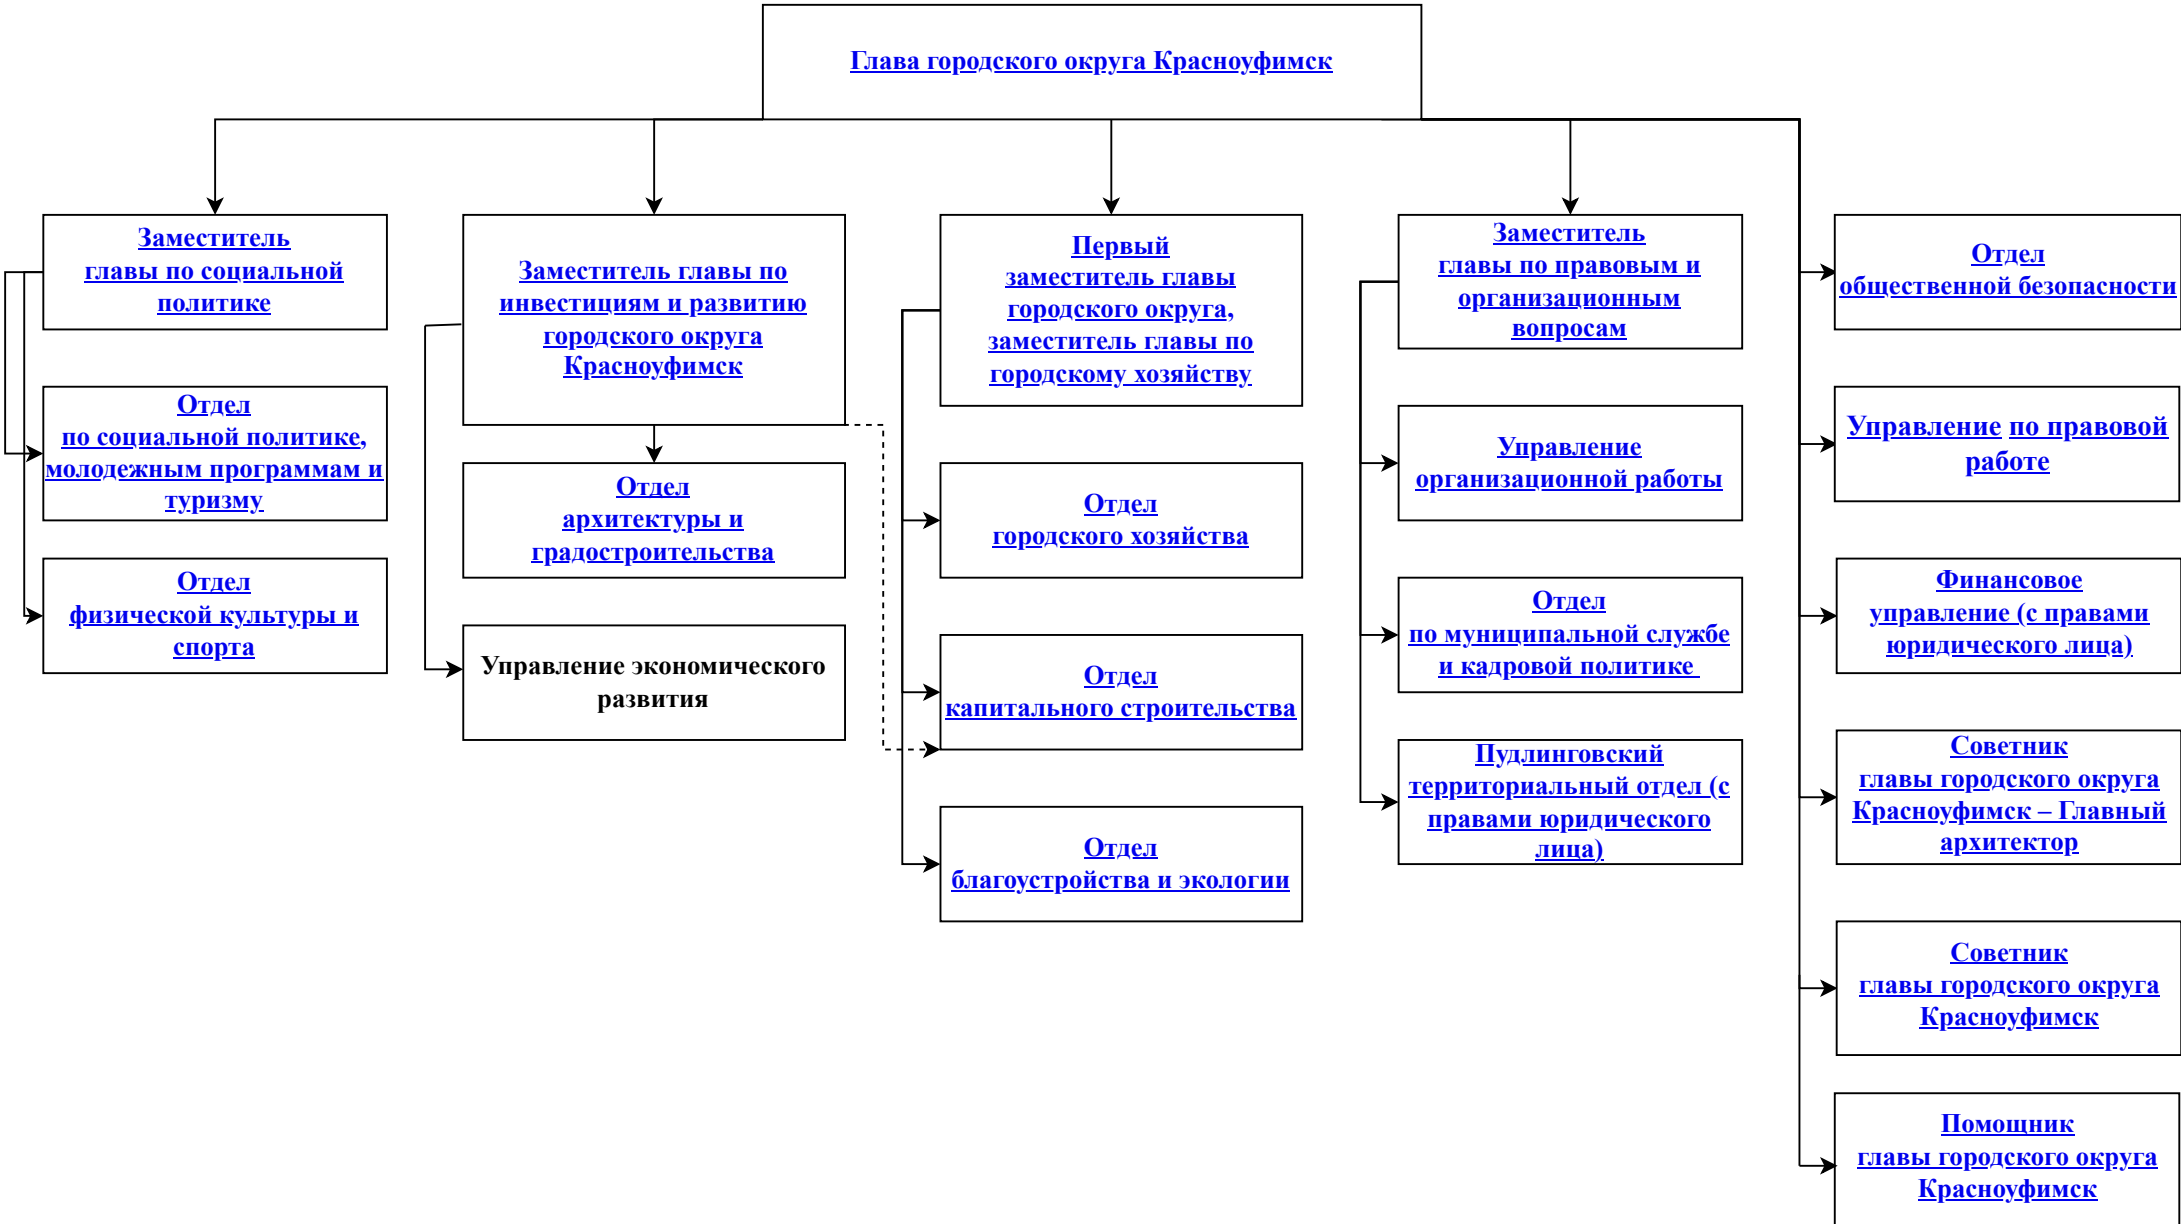 Глава городского округа Красноуфимск
Заместитель
главы по социальной
политике
Отдел
по социальной политике,
молодежным программам и
туризму
Отдел
физической культуры и
спорта
Заместитель главы по
инвестициям и развитию
городского округа
Красноуфимск
Отдел
архитектуры и
градостроительства
Управление экономического
развития
Первый
заместитель главы
городского округа,
заместитель главы по
городскому хозяйству
Отдел
городского хозяйства
Отдел
капитального строительства
Отдел
благоустройства и экологии
Заместитель
главы по правовым и
организационным
вопросам
Управление
организационной работы
Отдел
по муниципальной службе
и кадровой политике
Пудлинговский
территориальный отдел (с
правами юридического
лица)
Отдел
общественной безопасности
Управление по правовой
работе
Финансовое
управление (с правами
юридического лица)
Советник
главы городского округа
Красноуфимск – Главный
архитектор
Советник
главы городского округа
Красноуфимск
Помощник
главы городского округа
Красноуфимск